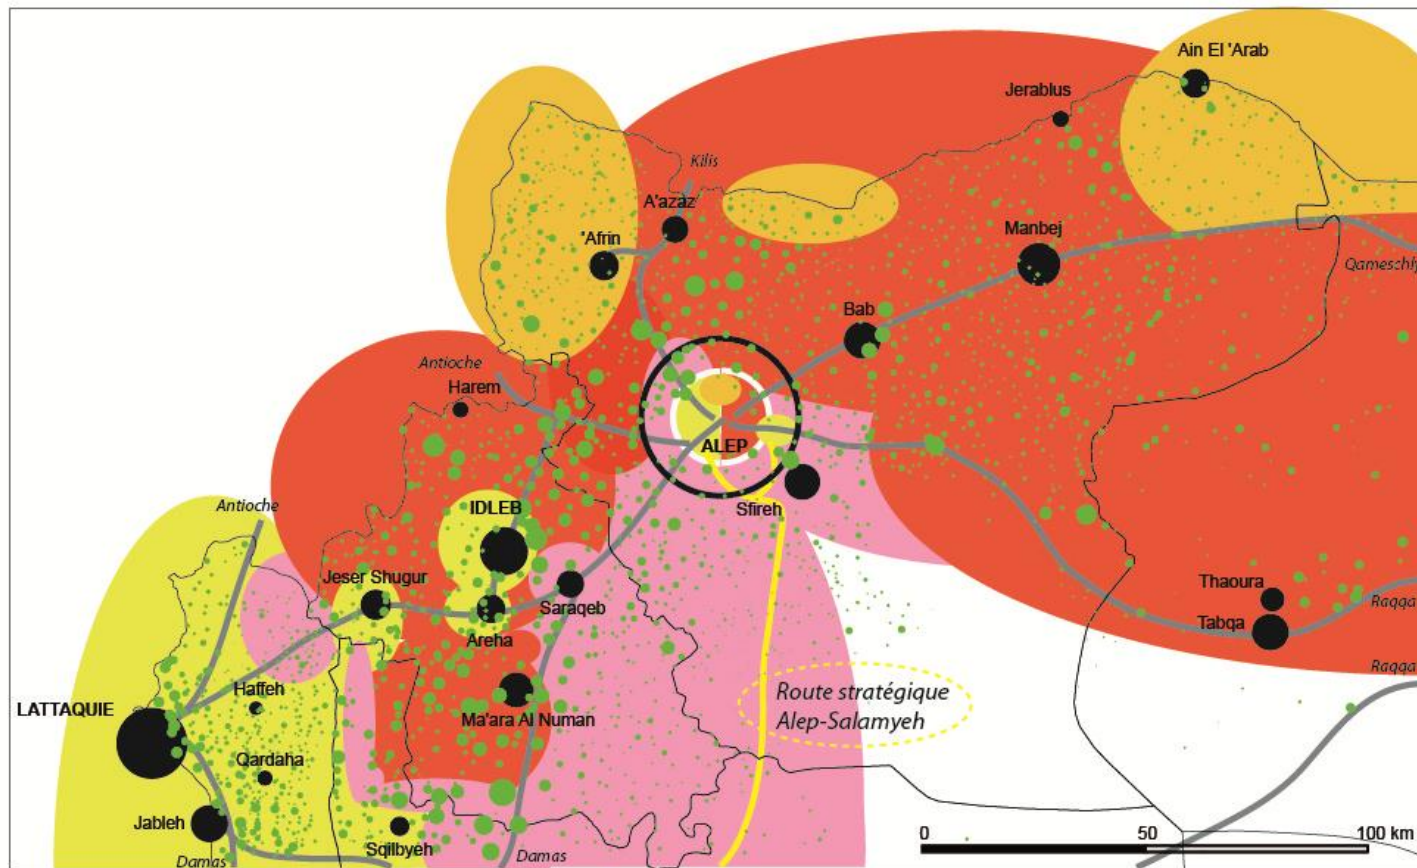 Ain El 'Arab
Jerablus
Kilis
A'azaz
'Afrin
Manbej
Qameschly
Bab
Antioche
Harem
ALEP
Sfireh
Antioche
IDLEB
Jeser Shugur
Saraqeb
Areha
Thaoura
Raqqa
Tabqa
Raqqa
Haffeh
LATTAQUIE
Ma'ara Al Numan
Route stratégique
Alep-Salamyeh
Qardaha
Jableh
Sqilbyeh
Damas
Damas
0 50 100 km